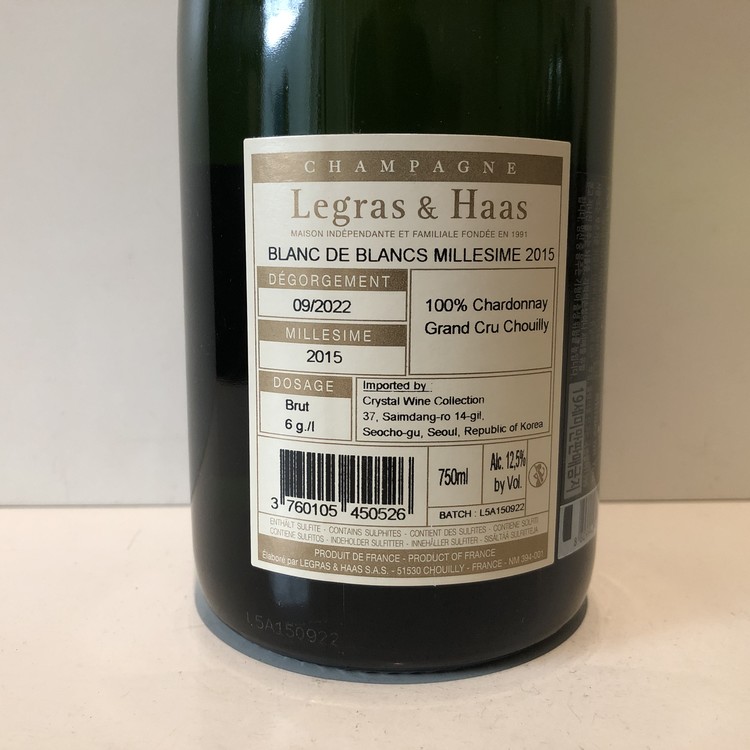 CHAMPAGNE
Legras & Haas
MAISON INDÉPENDANTE ET FAMILIALE FONDÉE EN 1991
BLANC DE BLANCS MILLESIME 2015
DÉGORGEMENT
09/2022
MILLESIME
2015
100% Chardonnay
Grand Cru Chouilly
DOSAGE
Brut
6 g./l
Imported by
Crystal Wine Collection
37, Saimdang-ro 14-gil,
Seocho-gu, Seoul, Republic of Korea
3 760105 450526
750ml
Alc. 12,5%
by Vol.
BATCH : L5A150922
ENTHÄLT SULFITE - CONTAINS SULPHITES - CONTIENT DES SULFITES - CONTIENE SOLFITI
CONTIENE SULFITOS - INDEHOLDER SULFITTER - INNEHÅLLER SULFITER - SISÄLTÄÄ SULFIITTEJA
PRODUIT DE FRANCE - PRODUCT OF FRANCE
Élaboré par LEGRAS & HAAS S.A.S. - 51530 CHOUILLY - FRANCE - NM 394-001
L5A150922